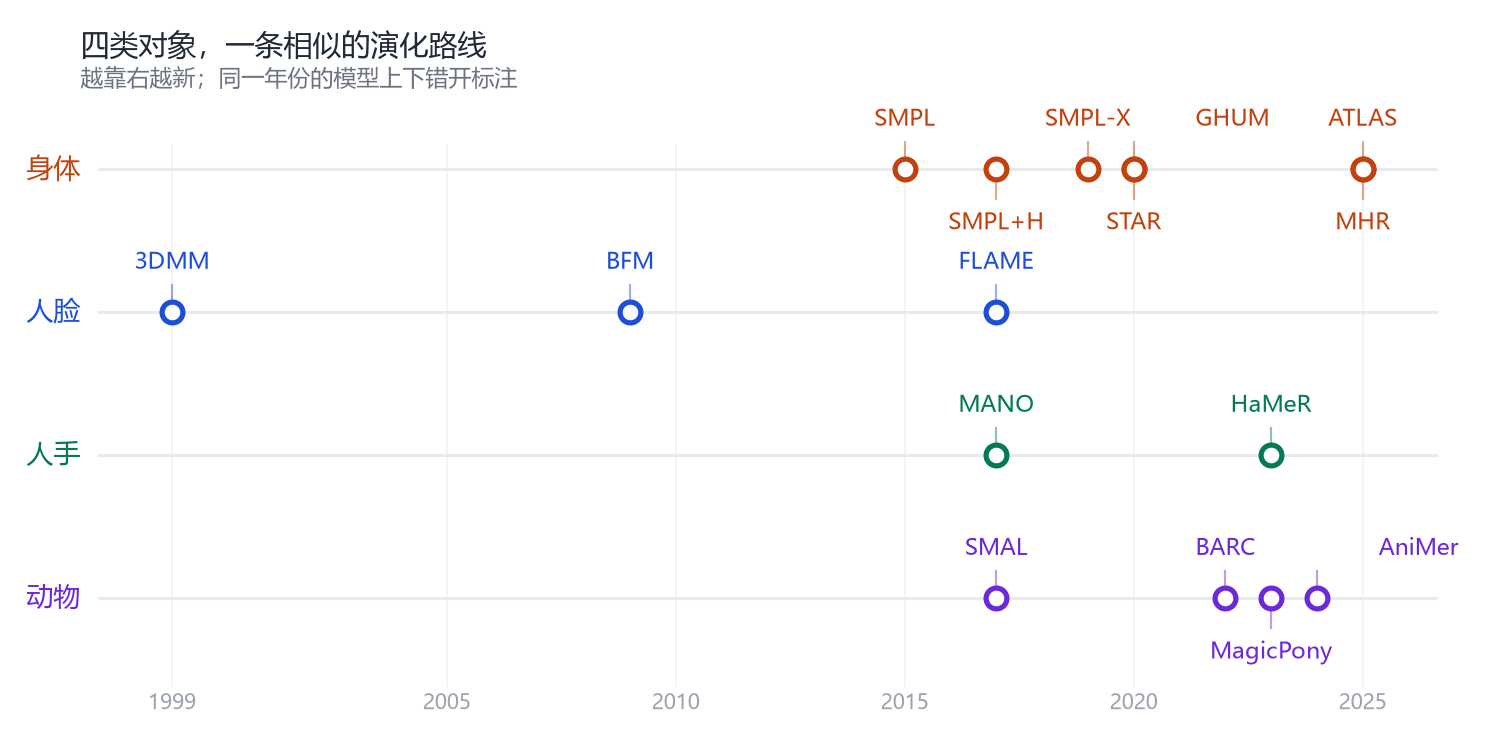 四类对象，一条相似的演化路线
越靠右越新；同一年份的模型上下错开标注
SMPL SMPL-X GHUM ATLAS
身体
SMPL+H STAR MHR
3DMM BFM FLAME
人脸
MANO HaMeR
人手
SMAL BARC AniMer
动物
MagicPony
1999 2005 2010 2015 2020 2025